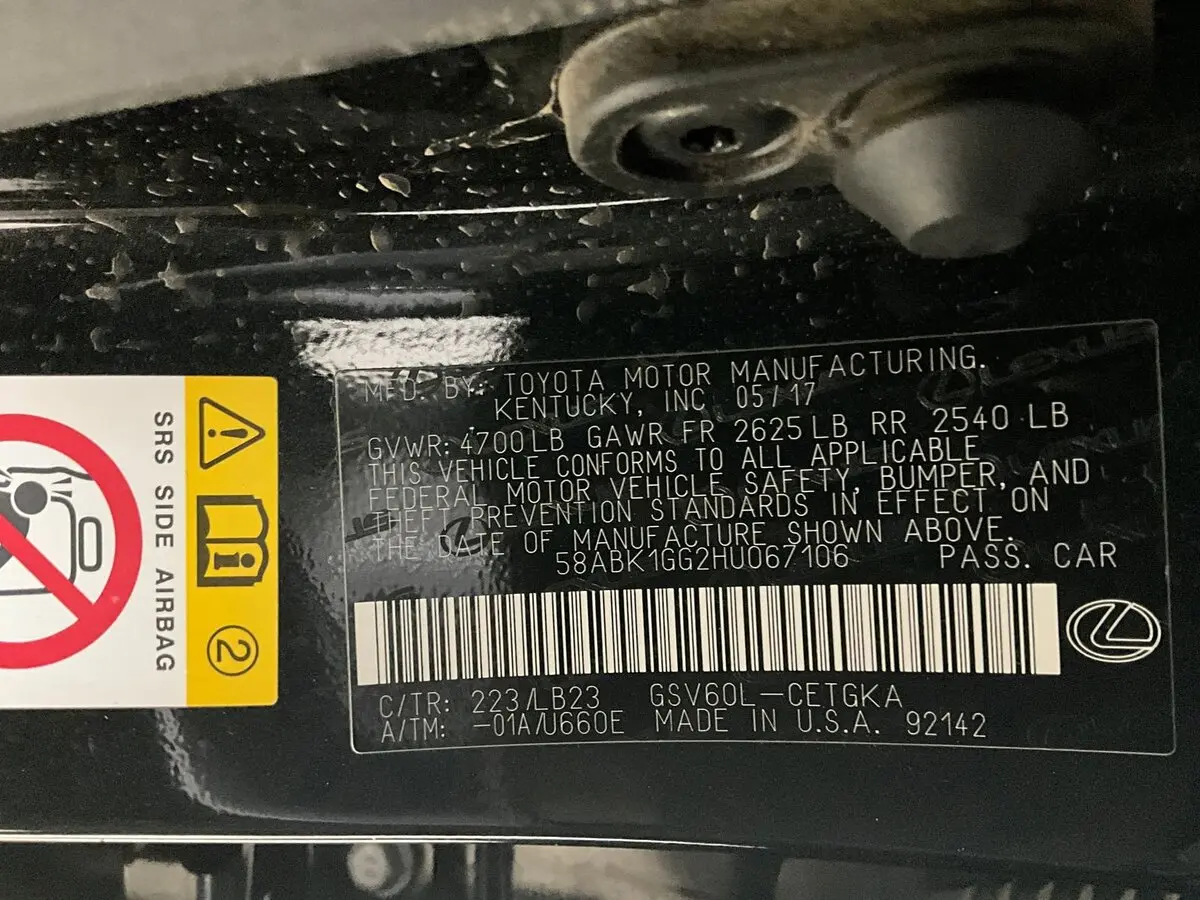 MFD. BY: TOYOTA MOTOR MANUFACTURING.
KENTUCKY, INC 05/17
GVWR: 4700LB GAWR FR 2625LB RR 2540 LB
THIS VEHICLE CONFORMS TO ALL APPLICABLE
FEDERAL MOTOR VEHICLE SAFETY, BUMPER, AND
THEFT PREVENTION STANDARDS IN EFFECT ON
THE DATE OF MANUFACTURE SHOWN ABOVE.
58ABK1GG2HU067106 PASS. CAR
C/TR: 223/LB23 GSV60L-CETGKA
A/TM: -01A/U660E MADE IN U.S.A. 92142
SRS SIDE AIRBAG
2